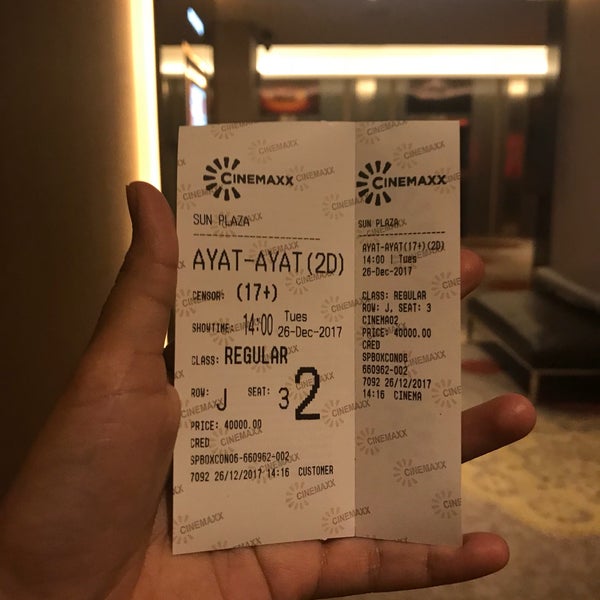 CINEMAXX
SUN PLAZA
AYAT-AYAT(2D)
CENSOR: (17+)
SHOWTIME: 14:00 Tues
26-Dec-2017
CLASS: REGULAR
ROW: J SEAT: 3 2
PRICE: 40000.00
CRED
SPBOXCON06-660962-002
7092 26/12/2017 14:16 CUSTOMER
CINEMAXX
SUN PLAZA
AYAT-AYAT(17+)(2D)
14:00 | Tues
26-Dec-2017
CLASS: REGULAR
ROW: J, SEAT: 3
CINEMA02
PRICE: 40000.00
CRED
SPBOXCON06
660962-002
7092 26/12/2017
14:16 CINEMA